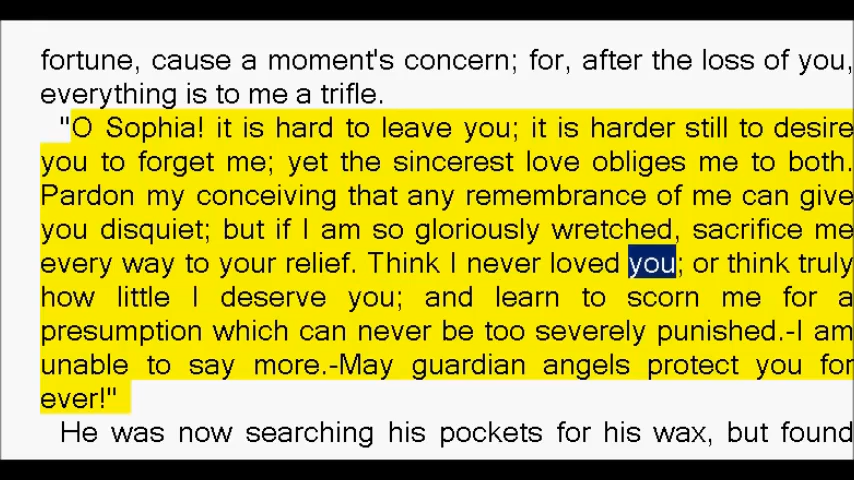 fortune, cause a moment's concern; for, after the loss of you,
everything is to me a trifle.
"O Sophia! it is hard to leave you; it is harder still to desire
you to forget me; yet the sincerest love obliges me to both.
Pardon my conceiving that any remembrance of me can give
you disquiet; but if I am so gloriously wretched, sacrifice me
every way to your relief. Think I never loved you; or think truly
how little I deserve you; and learn to scorn me for a
presumption which can never be too severely punished.-I am
unable to say more.-May guardian angels protect you for
ever!"
He was now searching his pockets for his wax, but found